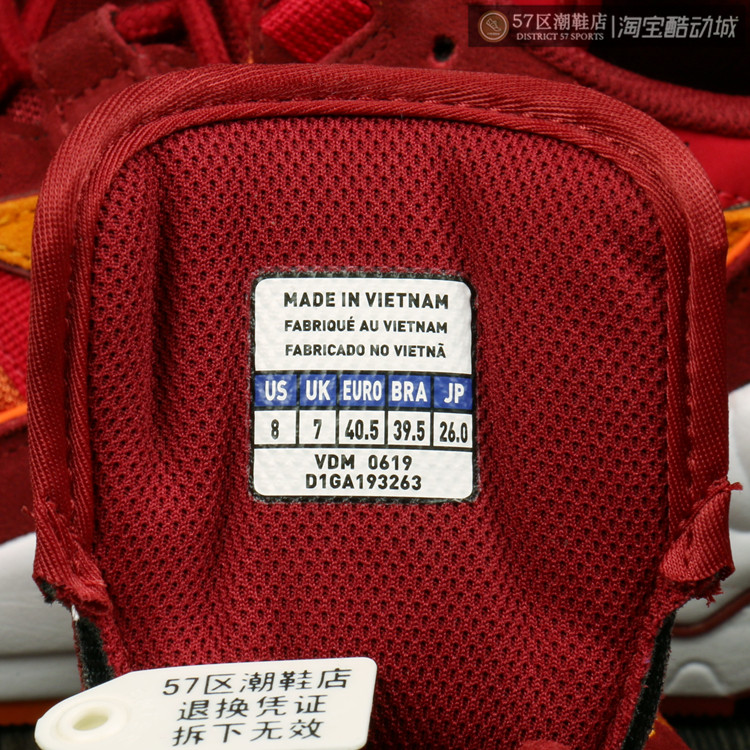 57区潮鞋店
DISTRICT 57 SPORTS
淘宝酷动城
MADE IN VIETNAM
FABRIQUÉ AU VIETNAM
FABRICADO NO VIETNÃ
US UK EURO BRA JP
8 7 40.5 39.5 26.0
VDM 0619
D1GA193263
57区潮鞋店
退换凭证
拆下无效